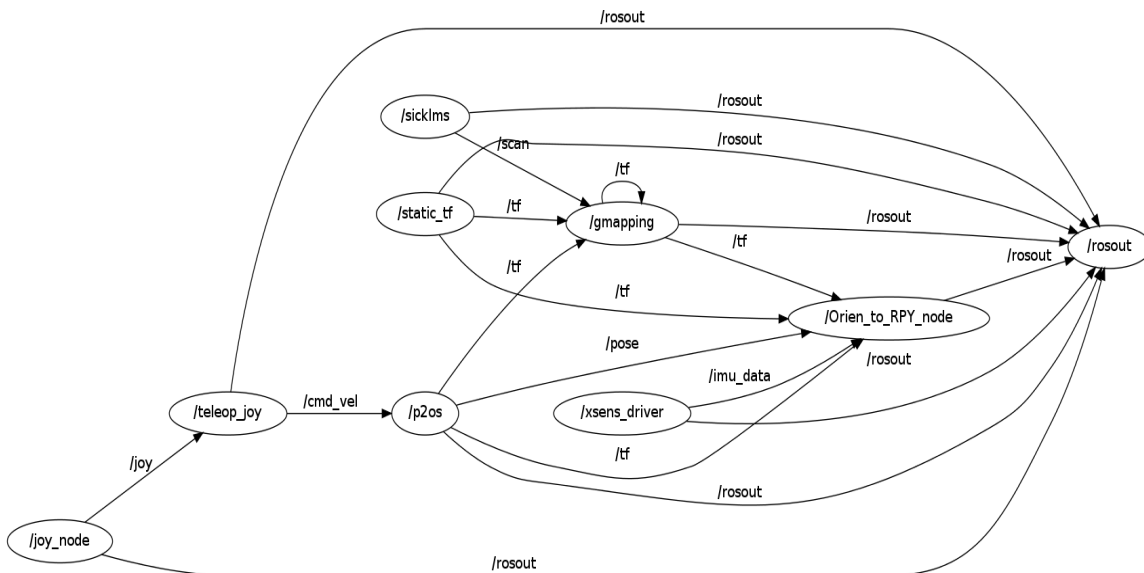 /rosout
/sicklms
/rosout
/rosout
/scan
/tf
/static_tf
/tf
/gmapping
/rosout
/tf
/rosout
/rosout
/tf
/tf
/Orien_to_RPY_node
/pose
/rosout
/imu_data
/teleop_joy
/cmd_vel
/p2os
/xsens_driver
/tf
/joy
/rosout
/joy_node
/rosout